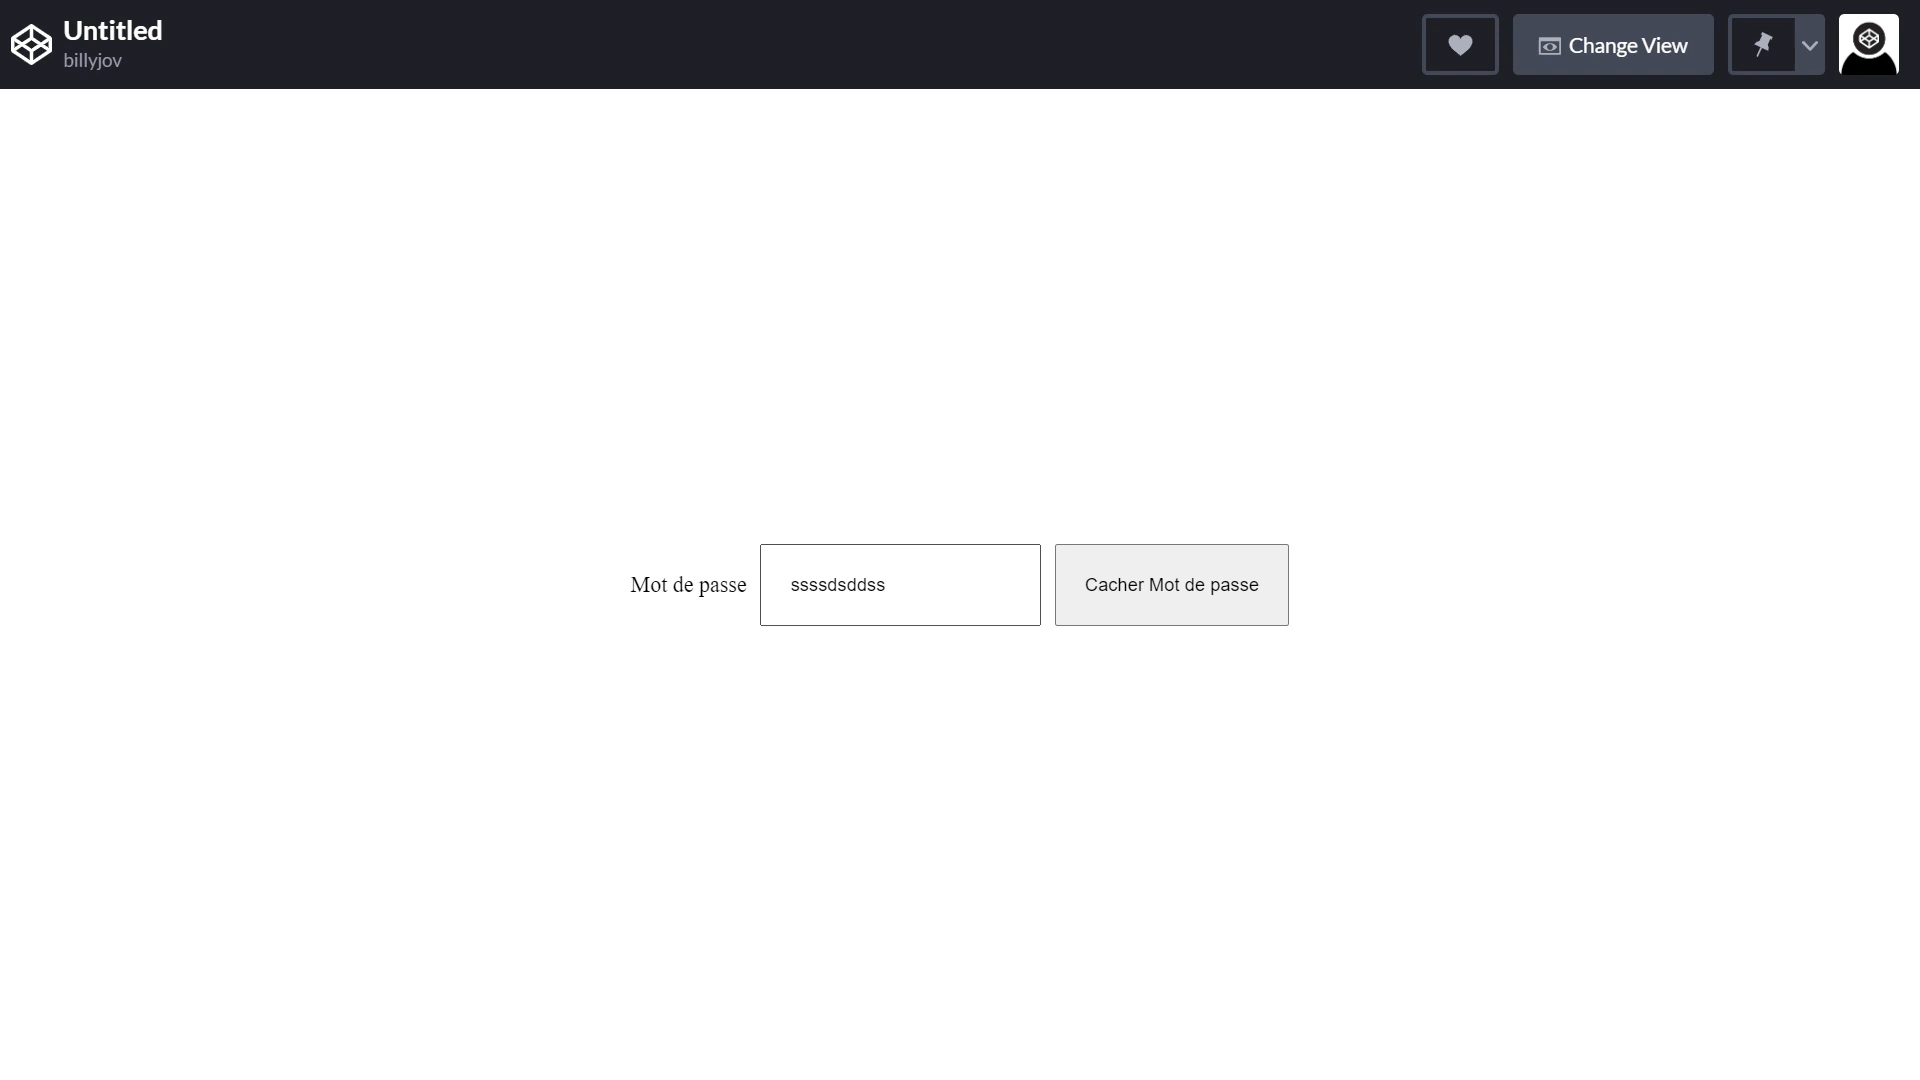 Untitled
billyjov
Change View
Mot de passe
ssssdsddss
Cacher Mot de passe